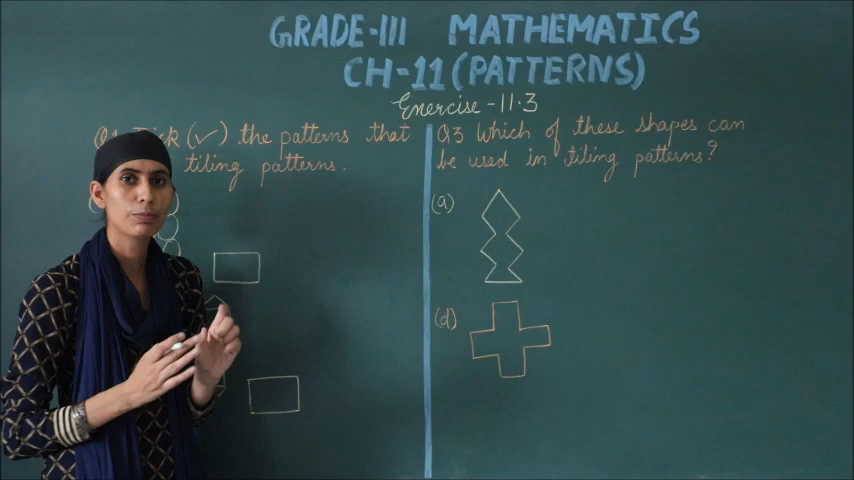 GRADE-III MATHEMATICS
CH-11 (PATTERNS)
Exercise - 11.3
Tick (✓) the patterns that
tiling patterns.
Q3 Which of these shapes can
be used in tiling patterns?
(a)
(d)